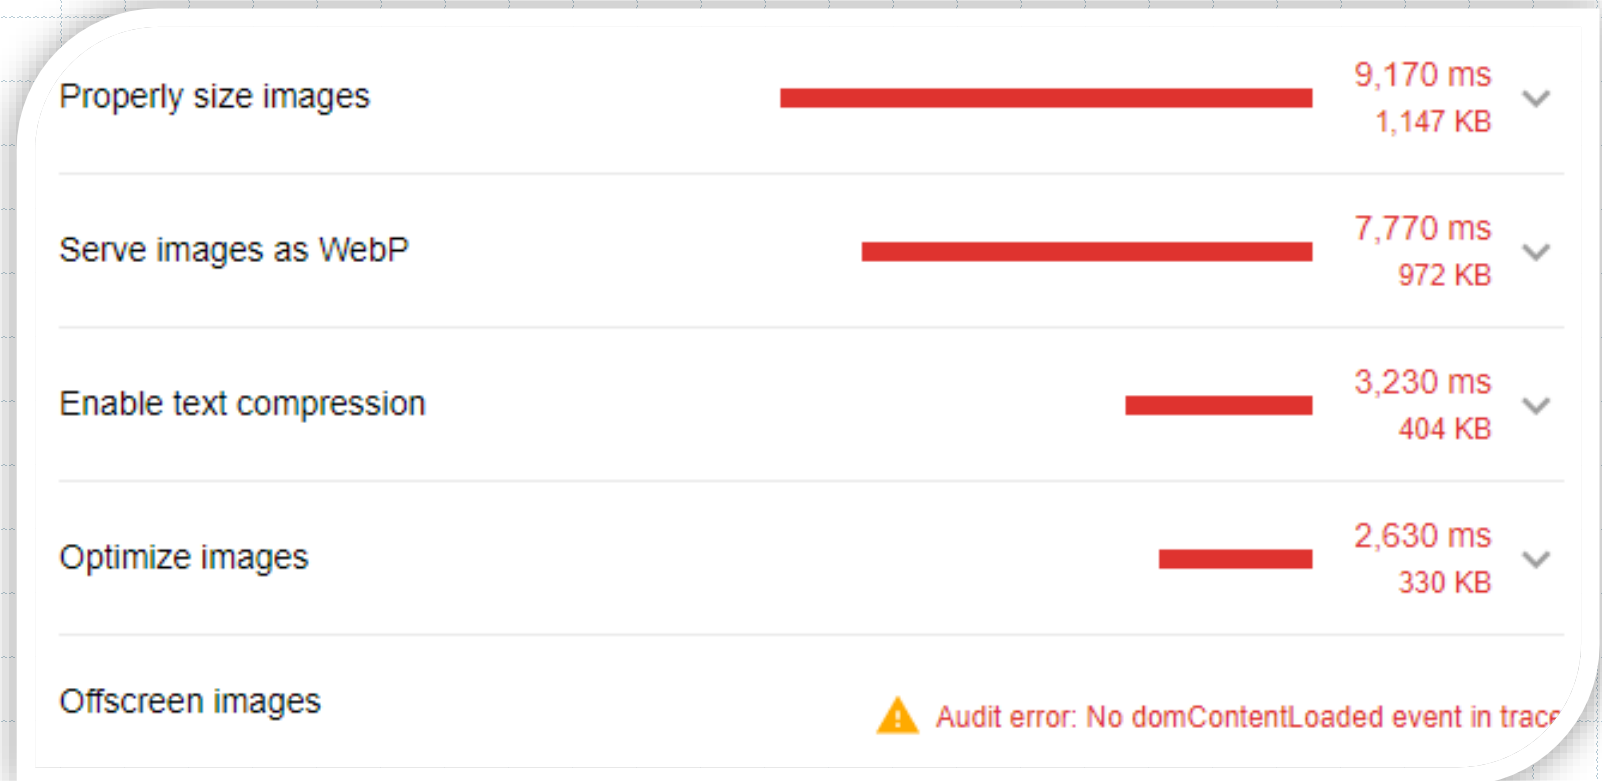 Properly size images
9,170 ms
1,147 KB
Serve images as WebP
7,770 ms
972 KB
Enable text compression
3,230 ms
404 KB
Optimize images
2,630 ms
330 KB
Offscreen images
Audit error: No domContentLoaded event in trace